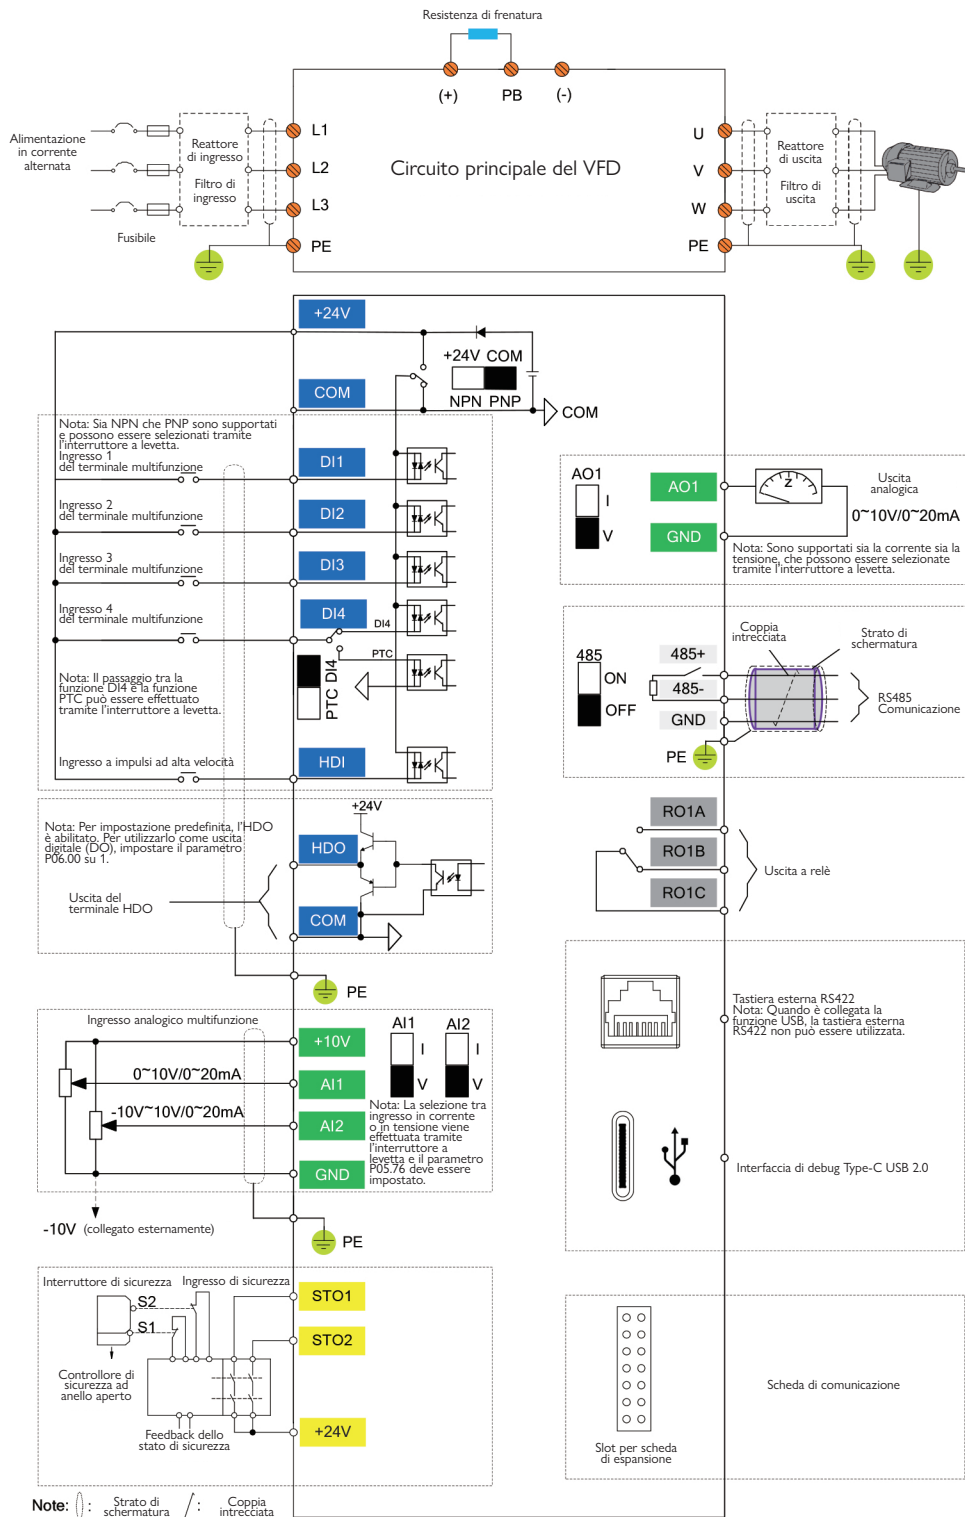 Resistenza di frenatura
(+)
PB
(-)
Alimentazione
in corrente
alternata
Reattore
di ingresso
Filtro di
ingresso
Fusibile
L1
L2
L3
PE
Circuito principale del VFD
U
V
W
PE
Reattore
di uscita
Filtro di
uscita
+24V
COM
+24V COM
NPN PNP
COM
Nota: Sia NPN che PNP sono supportati
e possono essere selezionati tramite
l'interruttore a levetta.
Ingresso 1
del terminale multifunzione
DI1
Ingresso 2
del terminale multifunzione
DI2
Ingresso 3
del terminale multifunzione
DI3
Ingresso 4
del terminale multifunzione
DI4
DI4
PTC
PTC DI4
Nota: Il passaggio tra la
funzione DI4 e la funzione
PTC può essere effettuato
tramite l'interruttore a levetta.
Ingresso a impulsi ad alta velocità
HDI
Nota: Per impostazione predefinita, l'HDO
è abilitato. Per utilizzarlo come uscita
digitale (DO), impostare il parametro
P06.00 su 1.
+24V
HDO
Uscita del
terminale HDO
COM
PE
Ingresso analogico multifunzione
+10V
0~10V/0~20mA
AI1
-10V~10V/0~20mA
AI2
GND
AI1
I
V
AI2
I
V
Nota: La selezione tra
ingresso in corrente
o in tensione viene
effettuata tramite
l'interruttore a
levetta e il parametro
P05.76 deve essere
impostato.
-10V (collegato esternamente)
PE
Interruttore di sicurezza
Ingresso di sicurezza
S2
S1
STO1
STO2
Controllore di
sicurezza ad
anello aperto
Feedback dello
stato di sicurezza
+24V
AO1
I
V
AO1
GND
Uscita
analogica
0~10V/0~20mA
Nota: Sono supportati sia la corrente sia la
tensione, che possono essere selezionate
tramite l'interruttore a levetta.
485
ON
OFF
485+
485-
GND
PE
Coppia
intrecciata
Strato di
schermatura
RS485
Comunicazione
RO1A
RO1B
RO1C
Uscita a relè
Tastiera esterna RS422
Nota: Quando è collegata la
funzione USB, la tastiera esterna
RS422 non può essere utilizzata.
Interfaccia di debug Type-C USB 2.0
Slot per scheda
di espansione
Scheda di comunicazione
Note:
: Strato di
schermatura
: Coppia
intrecciata